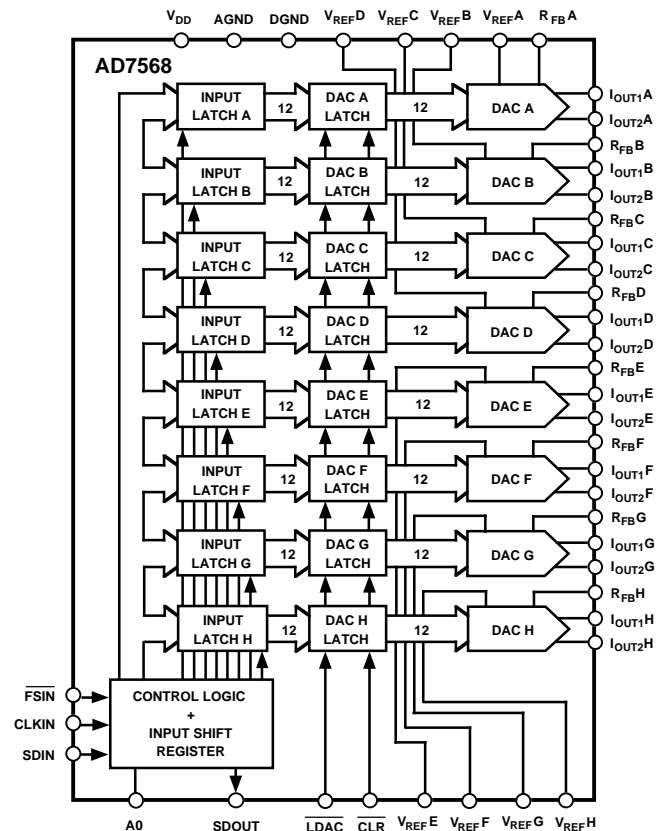 VDD AGND DGND VREFD VREFC VREFB VREFA RFBA
AD7568
INPUT LATCH A 12 DAC A LATCH 12 DAC A
IOUT1A
IOUT2A
RFBB
INPUT LATCH B 12 DAC B LATCH 12 DAC B
IOUT1B
IOUT2B
RFBC
INPUT LATCH C 12 DAC C LATCH 12 DAC C
IOUT1C
IOUT2C
RFBD
INPUT LATCH D 12 DAC D LATCH 12 DAC D
IOUT1D
IOUT2D
RFBE
INPUT LATCH E 12 DAC E LATCH 12 DAC E
IOUT1E
IOUT2E
RFBF
INPUT LATCH F 12 DAC F LATCH 12 DAC F
IOUT1F
IOUT2F
RFBG
INPUT LATCH G 12 DAC G LATCH 12 DAC G
IOUT1G
IOUT2G
RFBH
INPUT LATCH H 12 DAC H LATCH 12 DAC H
IOUT1H
IOUT2H
FSIN
CLKIN
SDIN
CONTROL LOGIC
+
INPUT SHIFT
REGISTER
A0 SDOUT LDAC CLR VREFE VREFF VREFG VREFH